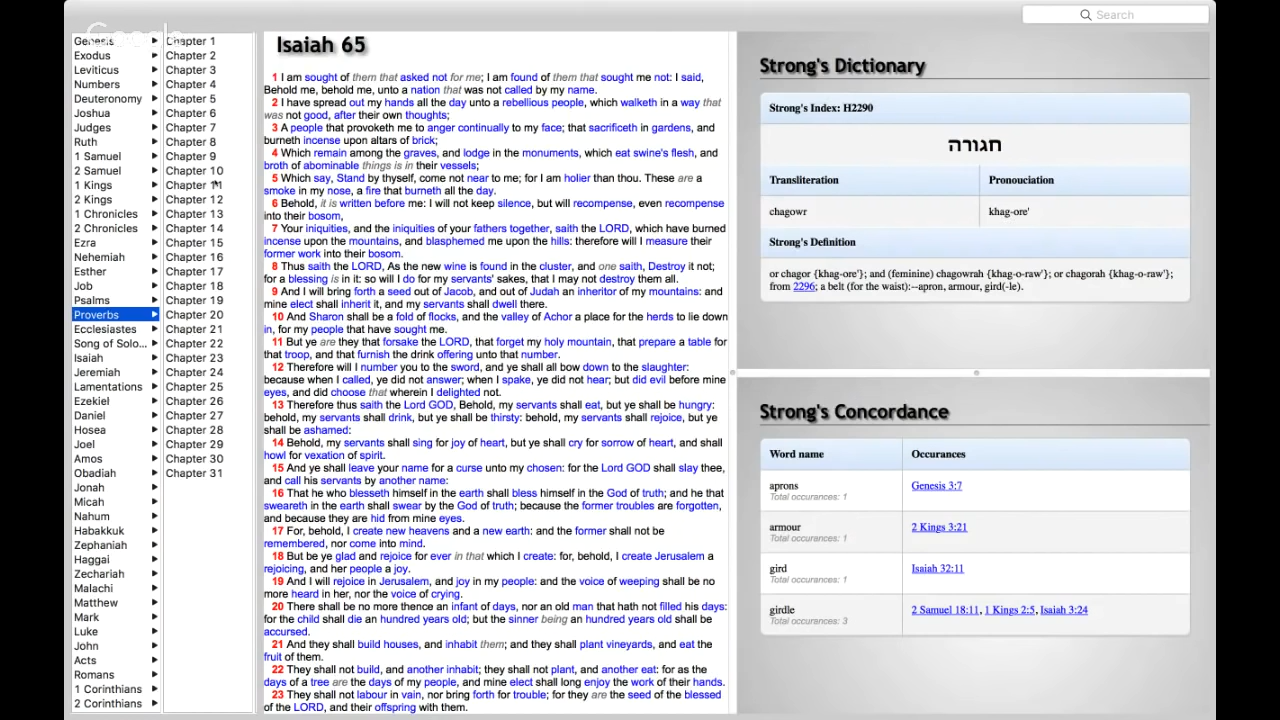 Google
Search
Genesis
Exodus
Leviticus
Numbers
Deuteronomy
Joshua
Judges
Ruth
1 Samuel
2 Samuel
1 Kings
2 Kings
1 Chronicles
2 Chronicles
Ezra
Nehemiah
Esther
Job
Psalms
Proverbs
Ecclesiastes
Song of Solo...
Isaiah
Jeremiah
Lamentations
Ezekiel
Daniel
Hosea
Joel
Amos
Obadiah
Jonah
Micah
Nahum
Habakkuk
Zephaniah
Haggai
Zechariah
Malachi
Matthew
Mark
Luke
John
Acts
Romans
1 Corinthians
2 Corinthians
Chapter 1
Chapter 2
Chapter 3
Chapter 4
Chapter 5
Chapter 6
Chapter 7
Chapter 8
Chapter 9
Chapter 10
Chapter 11
Chapter 12
Chapter 13
Chapter 14
Chapter 15
Chapter 16
Chapter 17
Chapter 18
Chapter 19
Chapter 20
Chapter 21
Chapter 22
Chapter 23
Chapter 24
Chapter 25
Chapter 26
Chapter 27
Chapter 28
Chapter 29
Chapter 30
Chapter 31
Isaiah 65
1 I am sought of them that asked not for me; I am found of them that sought me not: I said,
Behold me, behold me, unto a nation that was not called by my name.
2 I have spread out my hands all the day unto a rebellious people, which walketh in a way that
was not good, after their own thoughts;
3 A people that provoketh me to anger continually to my face; that sacrificeth in gardens, and
burneth incense upon altars of brick;
4 Which remain among the graves, and lodge in the monuments, which eat swine's flesh, and
broth of abominable things is in their vessels;
5 Which say, Stand by thyself, come not near to me; for I am holier than thou. These are a
smoke in my nose, a fire that burneth all the day.
6 Behold, it is written before me: I will not keep silence, but will recompense, even recompense
into their bosom,
7 Your iniquities, and the iniquities of your fathers together, saith the LORD, which have burned
incense upon the mountains, and blasphemed me upon the hills: therefore will I measure their
former work into their bosom.
8 Thus saith the LORD, As the new wine is found in the cluster, and one saith, Destroy it not;
for a blessing is in it: so will I do for my servants' sakes, that I may not destroy them all.
9 And I will bring forth a seed out of Jacob, and out of Judah an inheritor of my mountains: and
mine elect shall inherit it, and my servants shall dwell there.
10 And Sharon shall be a fold of flocks, and the valley of Achor a place for the herds to lie down
in, for my people that have sought me.
11 But ye are they that forsake the LORD, that forget my holy mountain, that prepare a table for
that troop, and that furnish the drink offering unto that number.
12 Therefore will I number you to the sword, and ye shall all bow down to the slaughter:
because when I called, ye did not answer; when I spake, ye did not hear; but did evil before mine
eyes, and did choose that wherein I delighted not.
13 Therefore thus saith the Lord GOD, Behold, my servants shall eat, but ye shall be hungry:
behold, my servants shall drink, but ye shall be thirsty: behold, my servants shall rejoice, but ye
shall be ashamed:
14 Behold, my servants shall sing for joy of heart, but ye shall cry for sorrow of heart, and shall
howl for vexation of spirit.
15 And ye shall leave your name for a curse unto my chosen: for the Lord GOD shall slay thee,
and call his servants by another name:
16 That he who blesseth himself in the earth shall bless himself in the God of truth; and he that
sweareth in the earth shall swear by the God of truth; because the former troubles are forgotten,
and because they are hid from mine eyes.
17 For, behold, I create new heavens and a new earth: and the former shall not be
remembered, nor come into mind.
18 But be ye glad and rejoice for ever in that which I create: for, behold, I create Jerusalem a
rejoicing, and her people a joy.
19 And I will rejoice in Jerusalem, and joy in my people: and the voice of weeping shall be no
more heard in her, nor the voice of crying.
20 There shall be no more thence an infant of days, nor an old man that hath not filled his days:
for the child shall die an hundred years old; but the sinner being an hundred years old shall be
accursed.
21 And they shall build houses, and inhabit them; and they shall plant vineyards, and eat the
fruit of them.
22 They shall not build, and another inhabit; they shall not plant, and another eat: for as the
days of a tree are the days of my people, and mine elect shall long enjoy the work of their hands.
23 They shall not labour in vain, nor bring forth for trouble; for they are the seed of the blessed
of the LORD, and their offspring with them.
Strong's Dictionary
Strong's Index: H2290
חגורה
Transliteration Pronouciation
chagowr khag-ore'
Strong's Definition
or chagor {khag-ore'}; and (feminine) chagowrah {khag-o-raw'}; or chagorah {khag-o-raw'};
from 2296; a belt (for the waist):--apron, armour, gird(-le).
Strong's Concordance
Word name Occurances
aprons Genesis 3:7
Total occurances: 1
armour 2 Kings 3:21
Total occurances: 1
gird Isaiah 32:11
Total occurances: 1
girdle 2 Samuel 18:11, 1 Kings 2:5, Isaiah 3:24
Total occurances: 3